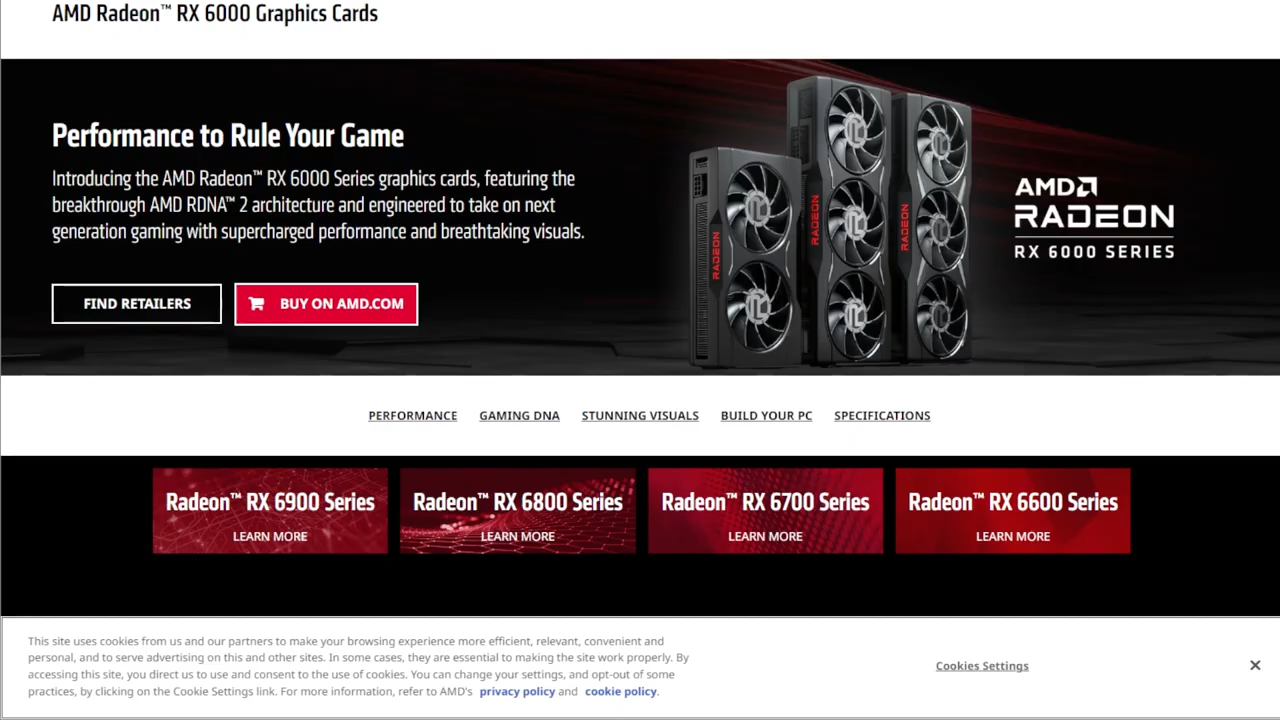 AMD Radeon™ RX 6000 Graphics Cards
Performance to Rule Your Game
Introducing the AMD Radeon™ RX 6000 Series graphics cards, featuring the
breakthrough AMD RDNA™ 2 architecture and engineered to take on next
generation gaming with supercharged performance and breathtaking visuals.
FIND RETAILERS
BUY ON AMD.COM
RADEON
RADEON
RADEON
AMD
RADEON
RX 6000 SERIES
PERFORMANCE
GAMING DNA
STUNNING VISUALS
BUILD YOUR PC
SPECIFICATIONS
Radeon™ RX 6900 Series
LEARN MORE
Radeon™ RX 6800 Series
LEARN MORE
Radeon™ RX 6700 Series
LEARN MORE
Radeon™ RX 6600 Series
LEARN MORE
This site uses cookies from us and our partners to make your browsing experience more efficient, relevant, convenient and
personal, and to serve advertising on this and other sites. In some cases, they are essential to making the site work properly. By
accessing this site, you direct us to use and consent to the use of cookies. You can change your settings, and opt-out of some
practices, by clicking on the Cookie Settings link. For more information, refer to AMD's privacy policy and cookie policy.
Cookies Settings